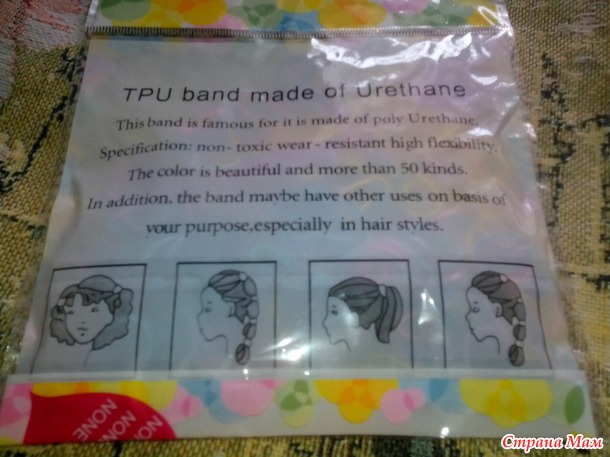 TPU band made of Urethane
This band is famous for it is made of poly Urethane.
Specification: non- toxic wear - resistant high flexibility.
The color is beautiful and more than 50 kinds.
In addition, the band maybe have other uses on basis of
your purpose,especially in hair styles.
NONE
NONE
NONE
Страна Мам